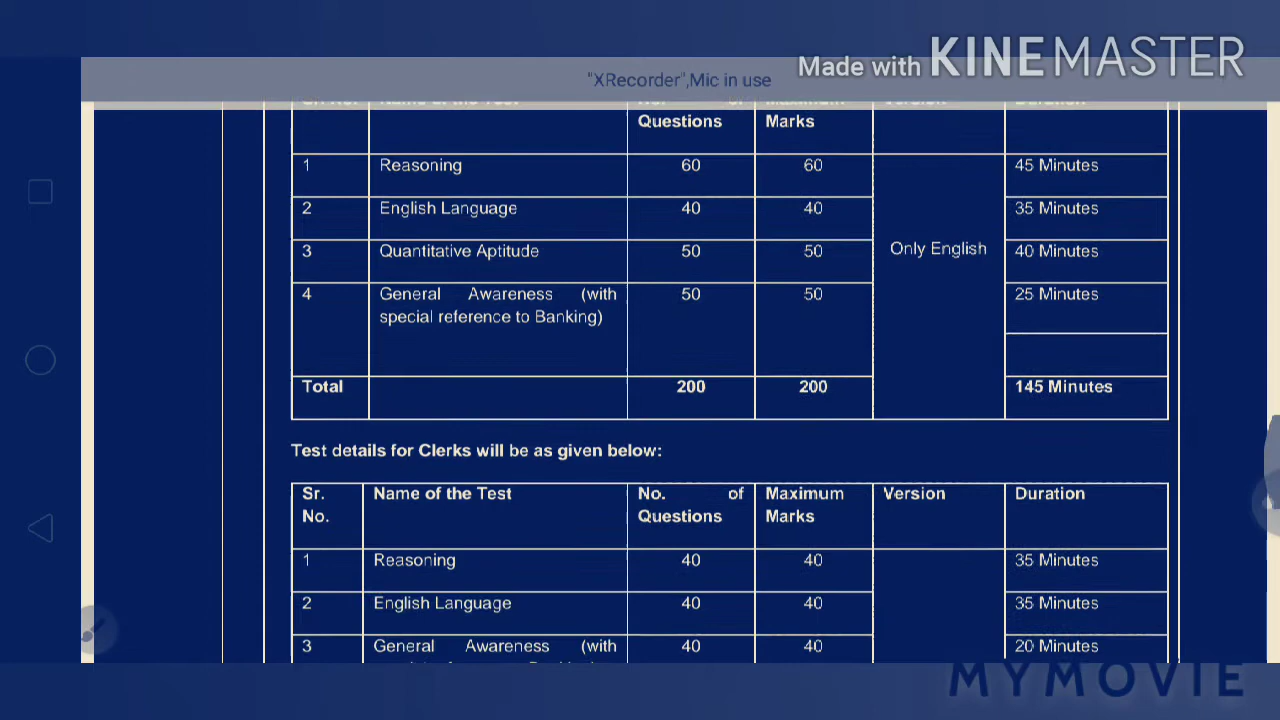 Made with KINEMASTER
"XRecorder",Mic in use
Questions Marks
1 Reasoning 60 60 45 Minutes
2 English Language 40 40 35 Minutes
3 Quantitative Aptitude 50 50 Only English 40 Minutes
4 General Awareness (with 50 50 25 Minutes
special reference to Banking)
Total 200 200 145 Minutes
Test details for Clerks will be as given below:
Sr. Name of the Test No. of Maximum Version Duration
No. Questions Marks
1 Reasoning 40 40 35 Minutes
2 English Language 40 40 35 Minutes
3 General Awareness (with 40 40 20 Minutes
MYMOVIE